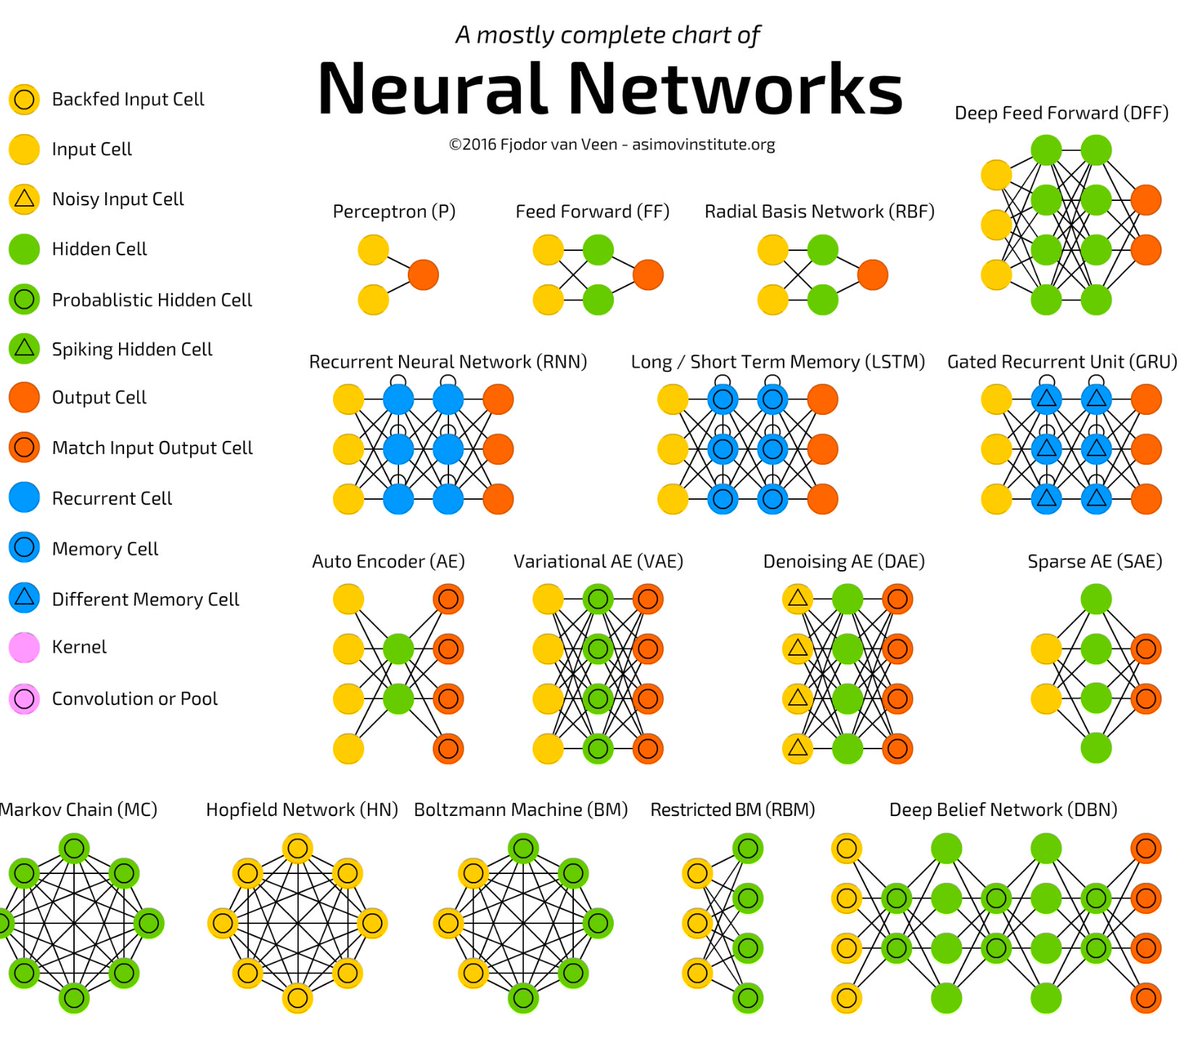 A mostly complete chart of
Neural Networks
©2016 Fjodor van Veen - asimovinstitute.org
Backfed Input Cell
Input Cell
Noisy Input Cell
Hidden Cell
Probablistic Hidden Cell
Spiking Hidden Cell
Output Cell
Match Input Output Cell
Recurrent Cell
Memory Cell
Different Memory Cell
Kernel
Convolution or Pool
Deep Feed Forward (DFF)
Perceptron (P)
Feed Forward (FF)
Radial Basis Network (RBF)
Recurrent Neural Network (RNN)
Long / Short Term Memory (LSTM)
Gated Recurrent Unit (GRU)
Auto Encoder (AE)
Variational AE (VAE)
Denoising AE (DAE)
Sparse AE (SAE)
Markov Chain (MC)
Hopfield Network (HN)
Boltzmann Machine (BM)
Restricted BM (RBM)
Deep Belief Network (DBN)